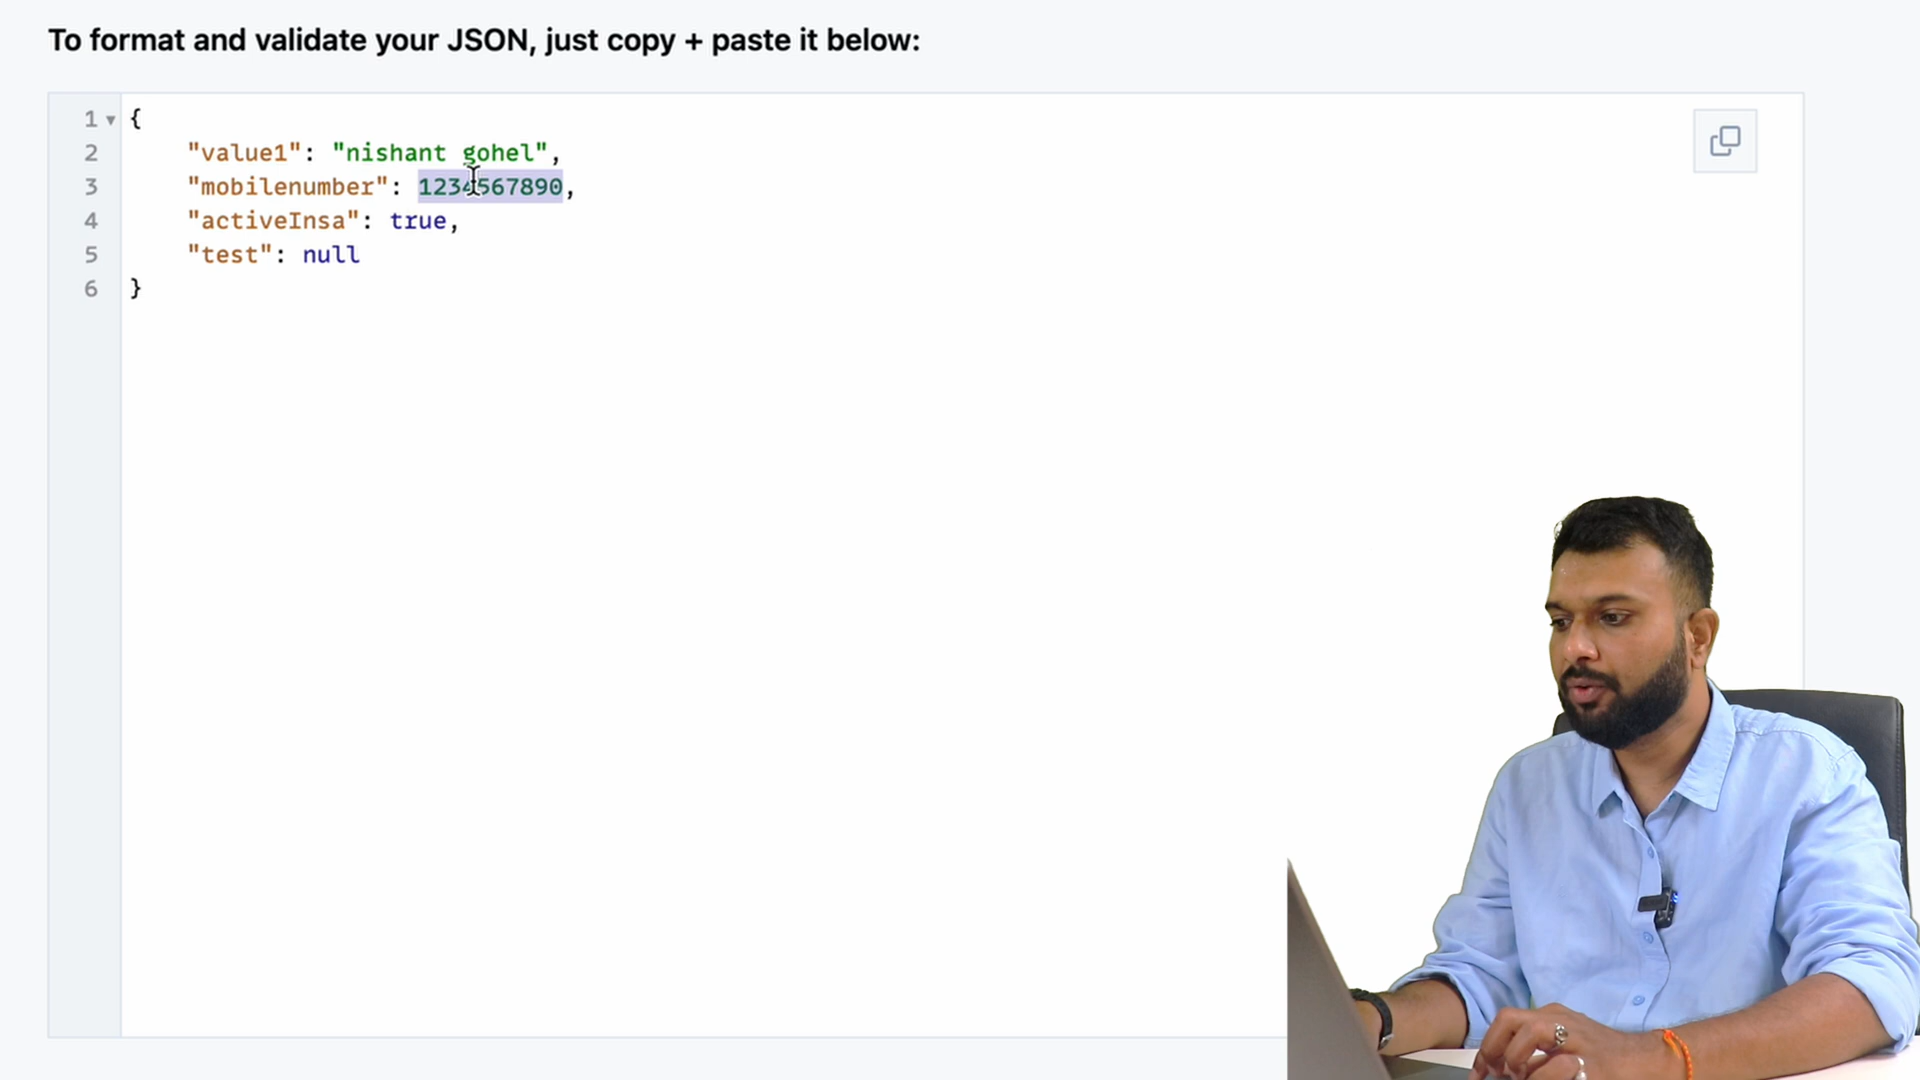 To format and validate your JSON, just copy + paste it below:
1 {
2 "value1": "nishant gohel",
3 "mobilenumber": 1234567890,
4 "activeInsa": true,
5 "test": null
6 }